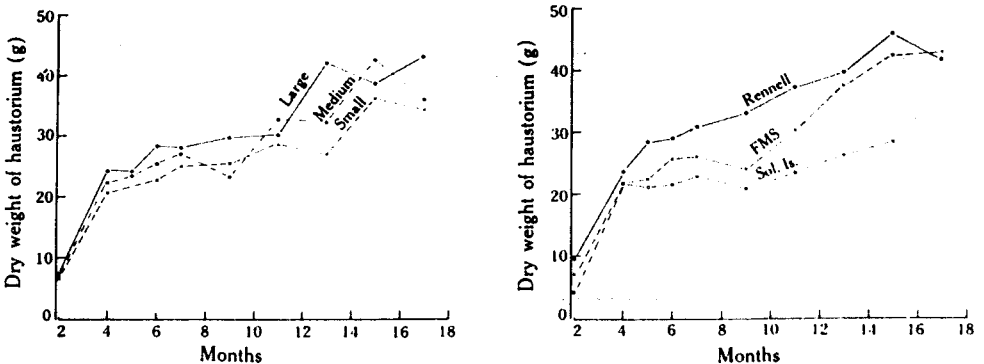 50
40
30
20
10
0
Dry weight of haustorium (g)
Large
Medium
Small
2 4 6 8 10 12 14 16 18
Months
50
40
30
20
10
0
Dry weight of haustorium (g)
Rennell
FMS
Sol. Is.
2 4 6 8 10 12 14 16 18
Months